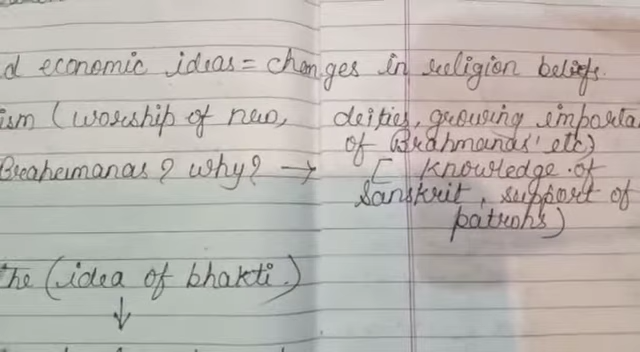 d economic ideas = changes in religion beliefs.
ism (worship of new, deities, growing importa
of Brahmanas' etc)
Breahemanas? why? → [ knowledge of
Sanskrit, support of
patrons)
the (idea of bhakti.)
↓